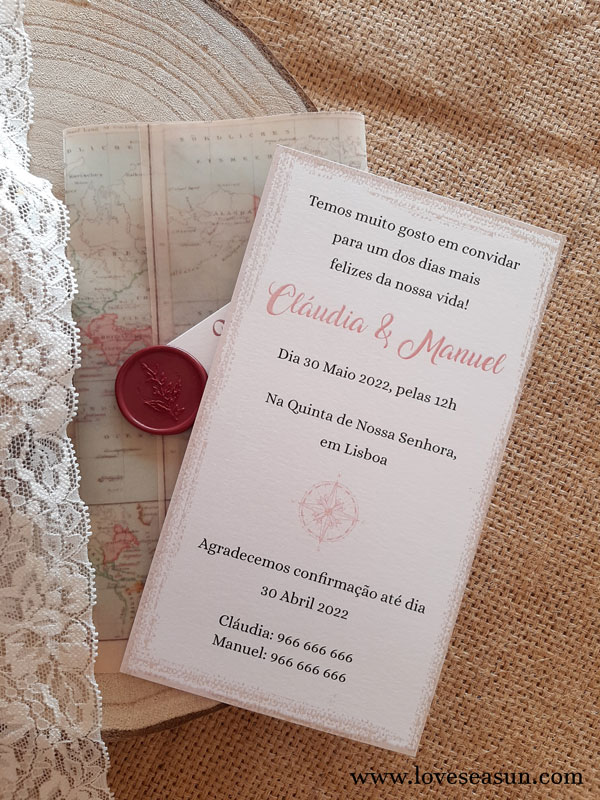 SÜDLICHES
Temos muito gosto em convidar
para um dos dias mais
felizes da nossa vida!
Cláudia & Manuel
Dia 30 Maio 2022, pelas 12h
Na Quinta de Nossa Senhora,
em Lisboa
Agradecemos confirmação até dia
30 Abril 2022
Cláudia: 966 666 666
Manuel: 966 666 666
www.loveseasun.com